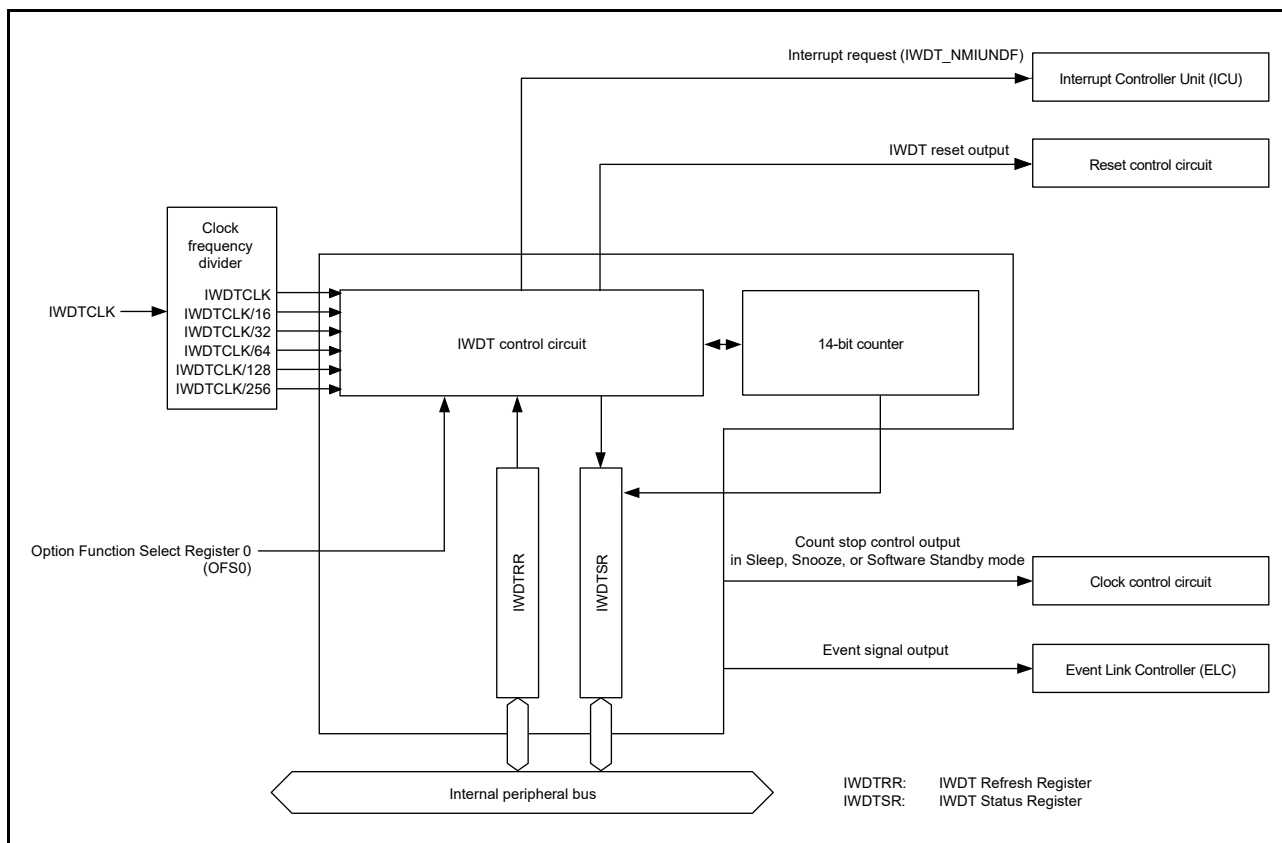 Interrupt request (IWDT_NMIUNDF)
Interrupt Controller Unit (ICU)
IWDT reset output
Reset control circuit
Clock
frequency
divider
IWDTCLK
IWDTCLK
IWDTCLK/16
IWDTCLK/32
IWDTCLK/64
IWDTCLK/128
IWDTCLK/256
IWDT control circuit
14-bit counter
Option Function Select Register 0
(OFS0)
IWDTRR
IWDTSR
Count stop control output
in Sleep, Snooze, or Software Standby mode
Clock control circuit
Event signal output
Event Link Controller (ELC)
Internal peripheral bus
IWDTRR: IWDT Refresh Register
IWDTSR: IWDT Status Register